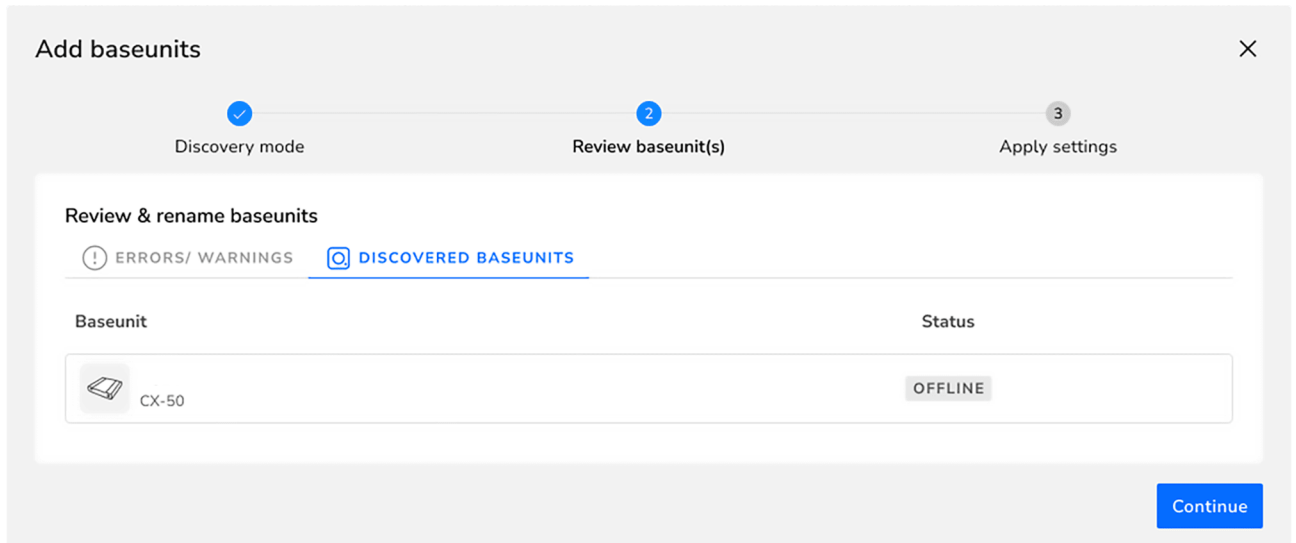 Add baseunits
2 3
Discovery mode Review baseunit(s) Apply settings
Review & rename baseunits
ERRORS/ WARNINGS DISCOVERED BASEUNITS
Baseunit Status
CX-50 OFFLINE
Continue